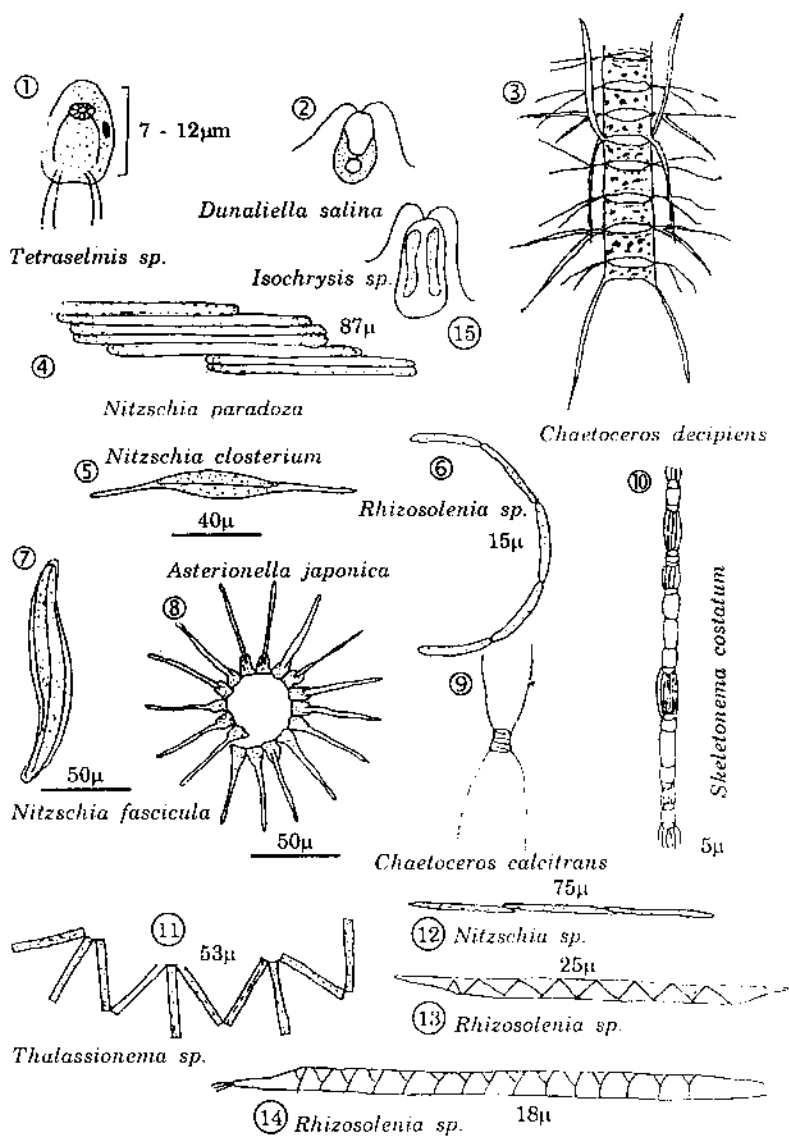 ①
7 - 12μm
Tetraselmis sp.
②
Dunaliella salina
③
Chaetoceros decipiens
Isochrysis sp.
⑮
④
87μ
Nitzschia paradoza
⑤
Nitzschia closterium
40μ
⑥
Rhizosolenia sp.
15μ
⑦
50μ
Nitzschia fascicula
Asterionella japonica
⑧
50μ
⑨
Chaetoceros calcitrans
⑩
Skeletonema costatum
5μ
⑪
53μ
Thalassionema sp.
75μ
⑫ Nitzschia sp.
25μ
⑬ Rhizosolenia sp.
⑭ Rhizosolenia sp.
18μ